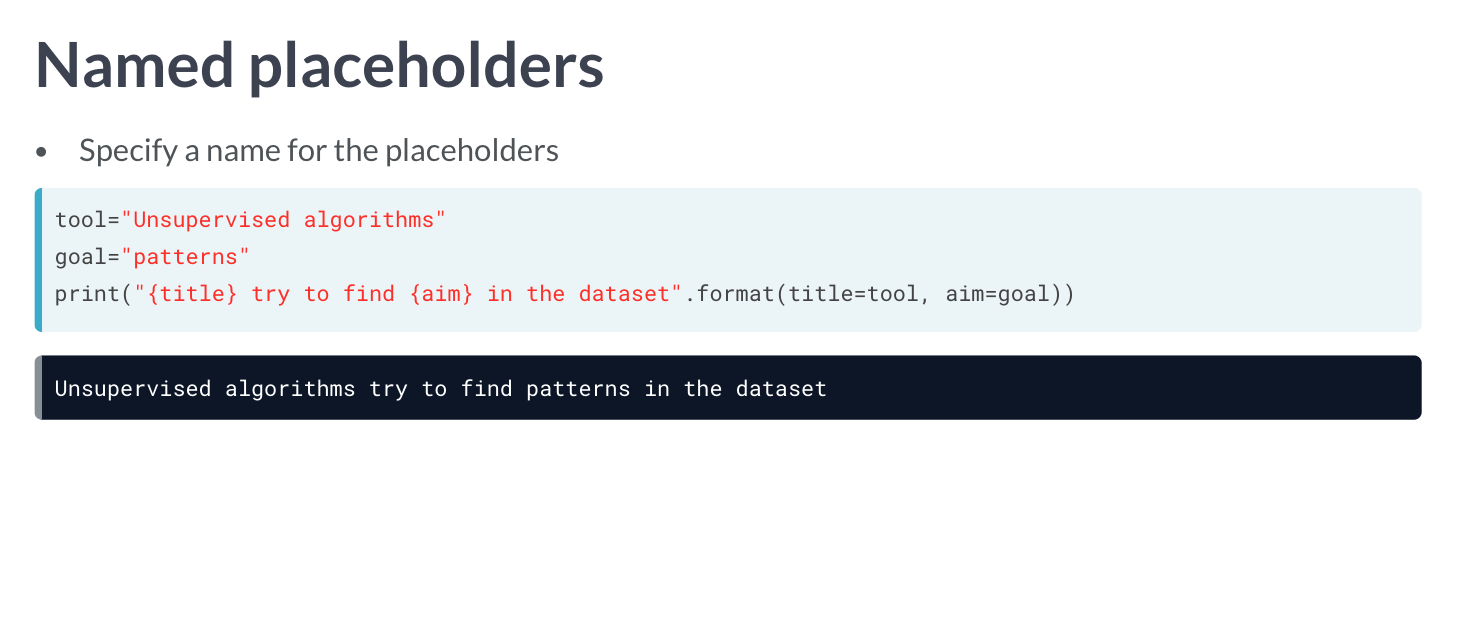 Named placeholders
• Specify a name for the placeholders
tool="Unsupervised algorithms"
goal="patterns"
print("{title} try to find {aim} in the dataset".format(title=tool, aim=goal))
Unsupervised algorithms try to find patterns in the dataset